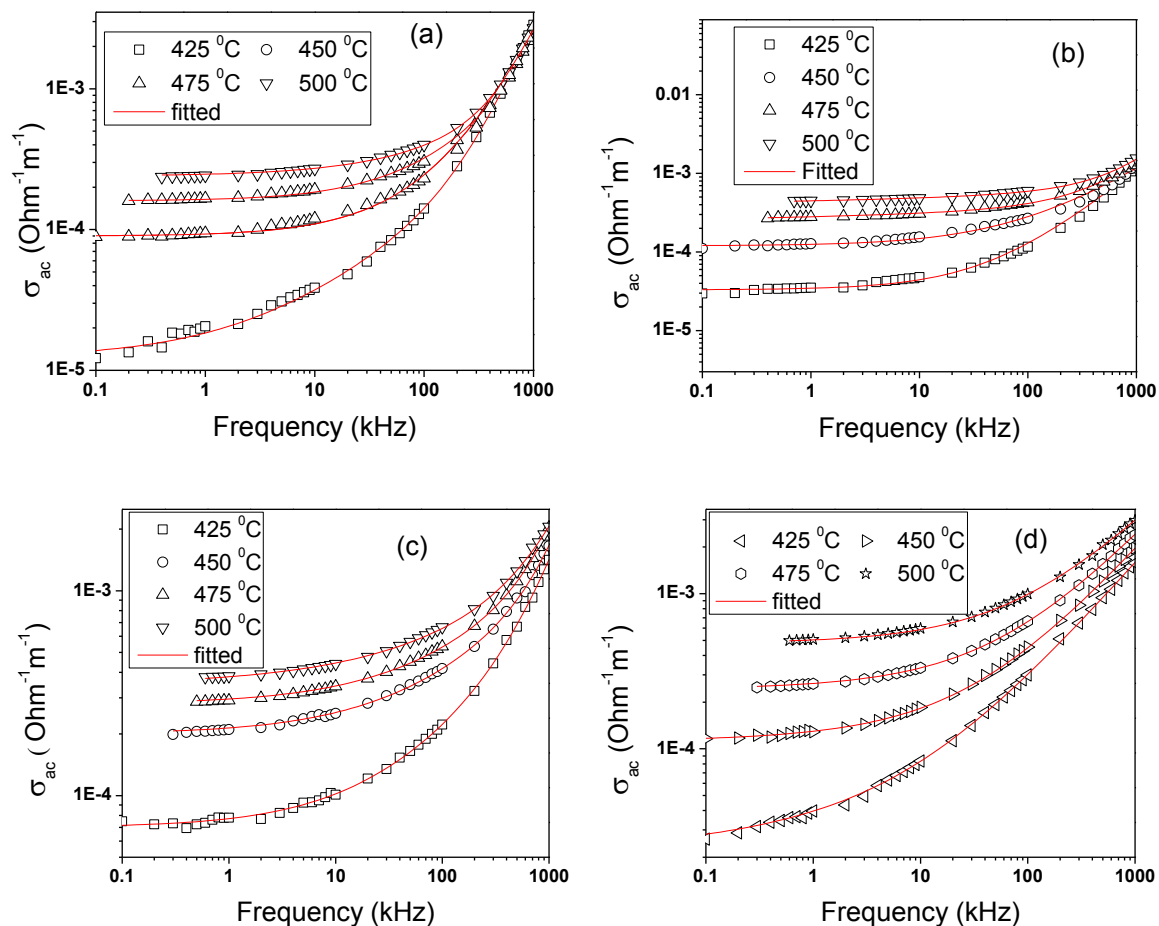 (a)
425 ⁰C 450 ⁰C
475 ⁰C 500 ⁰C
fitted
1E-3
1E-4
1E-5
σac (Ohm⁻¹m⁻¹)
0.1 1 10 100 1000
Frequency (kHz)
(b)
425 ⁰C
450 ⁰C
475 ⁰C
500 ⁰C
Fitted
0.01
1E-3
1E-4
1E-5
σac (Ohm⁻¹m⁻¹)
0.1 1 10 100 1000
Frequency (kHz)
(c)
425 ⁰C
450 ⁰C
475 ⁰C
500 ⁰C
fitted
1E-3
1E-4
σac ( Ohm⁻¹m⁻¹)
0.1 1 10 100 1000
Frequency (kHz)
(d)
425 ⁰C 450 ⁰C
475 ⁰C 500 ⁰C
fitted
1E-3
1E-4
σac (Ohm⁻¹m⁻¹)
0.1 1 10 100 1000
Frequency (kHz)